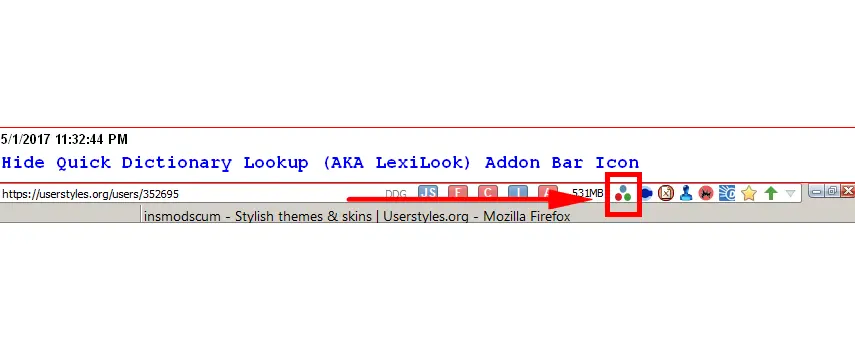 5/1/2017 11:32:44 PM
Hide Quick Dictionary Lookup (AKA LexiLook) Addon Bar Icon
https://userstyles.org/users/352695 DDG JS F C I A 531MB
insmodscum - Stylish themes & skins | Userstyles.org - Mozilla Firefox